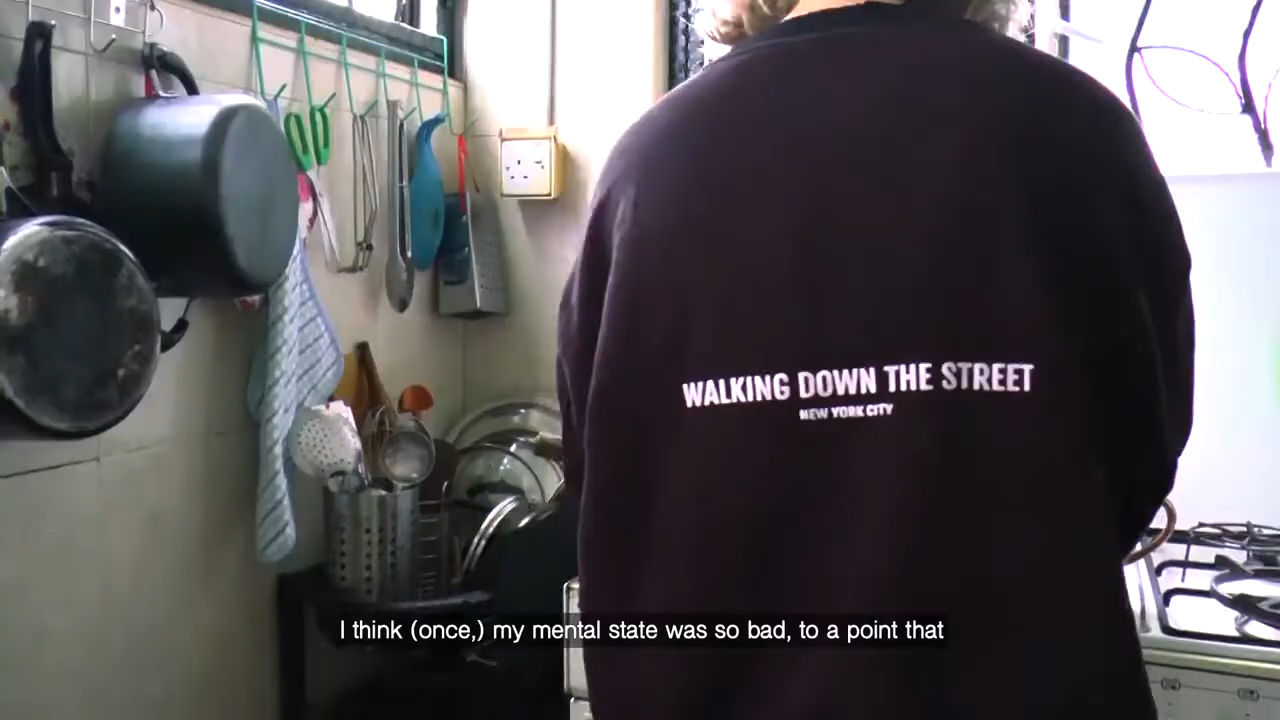 WALKING DOWN THE STREET
NEW YORK CITY
I think (once,) my mental state was so bad, to a point that